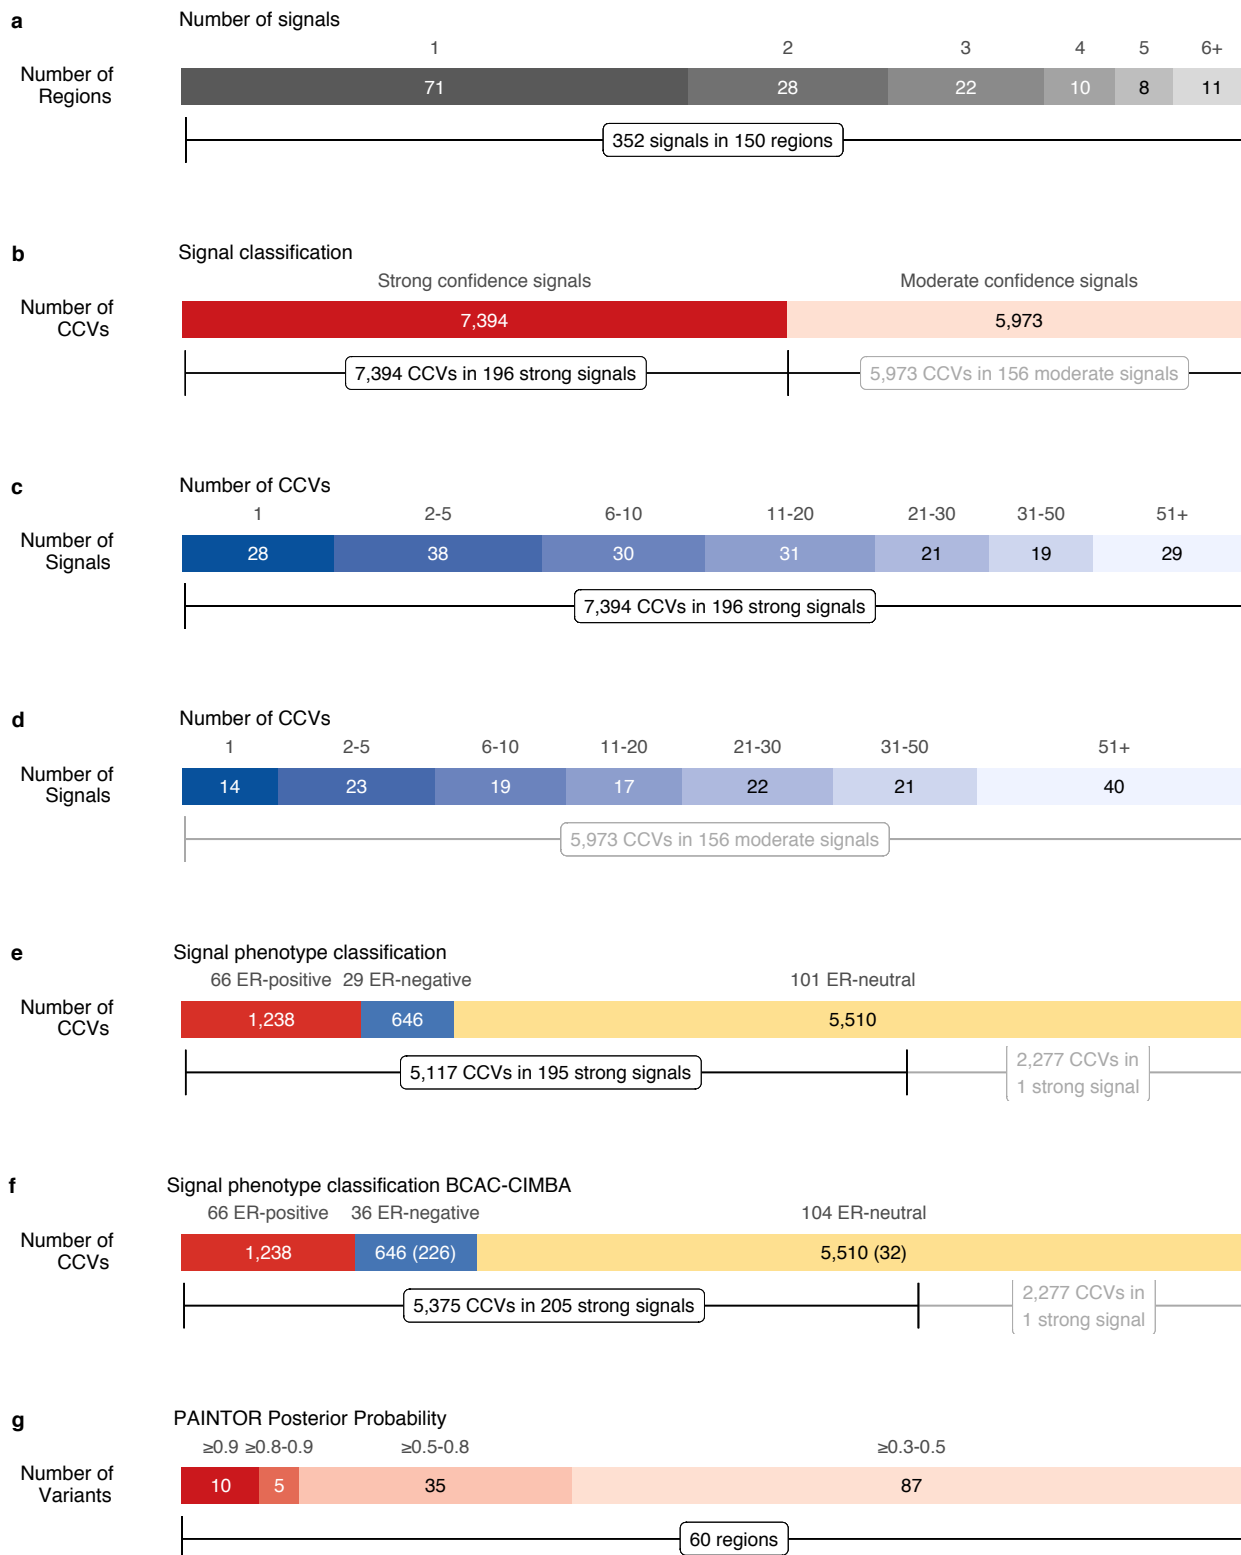 a
Number of signals
1 2 3 4 5 6+
Number of
Regions
71 28 22 10 8 11
352 signals in 150 regions
b
Signal classification
Strong confidence signals Moderate confidence signals
Number of
CCVs
7,394 5,973
7,394 CCVs in 196 strong signals 5,973 CCVs in 156 moderate signals
c
Number of CCVs
1 2-5 6-10 11-20 21-30 31-50 51+
Number of
Signals
28 38 30 31 21 19 29
7,394 CCVs in 196 strong signals
d
Number of CCVs
1 2-5 6-10 11-20 21-30 31-50 51+
Number of
Signals
14 23 19 17 22 21 40
5,973 CCVs in 156 moderate signals
e
Signal phenotype classification
66 ER-positive 29 ER-negative 101 ER-neutral
Number of
CCVs
1,238 646 5,510
5,117 CCVs in 195 strong signals
2,277 CCVs in
1 strong signal
f
Signal phenotype classification BCAC-CIMBA
66 ER-positive 36 ER-negative 104 ER-neutral
Number of
CCVs
1,238 646 (226) 5,510 (32)
5,375 CCVs in 205 strong signals
2,277 CCVs in
1 strong signal
g
PAINTOR Posterior Probability
≥0.9 ≥0.8-0.9 ≥0.5-0.8 ≥0.3-0.5
Number of
Variants
10 5 35 87
60 regions